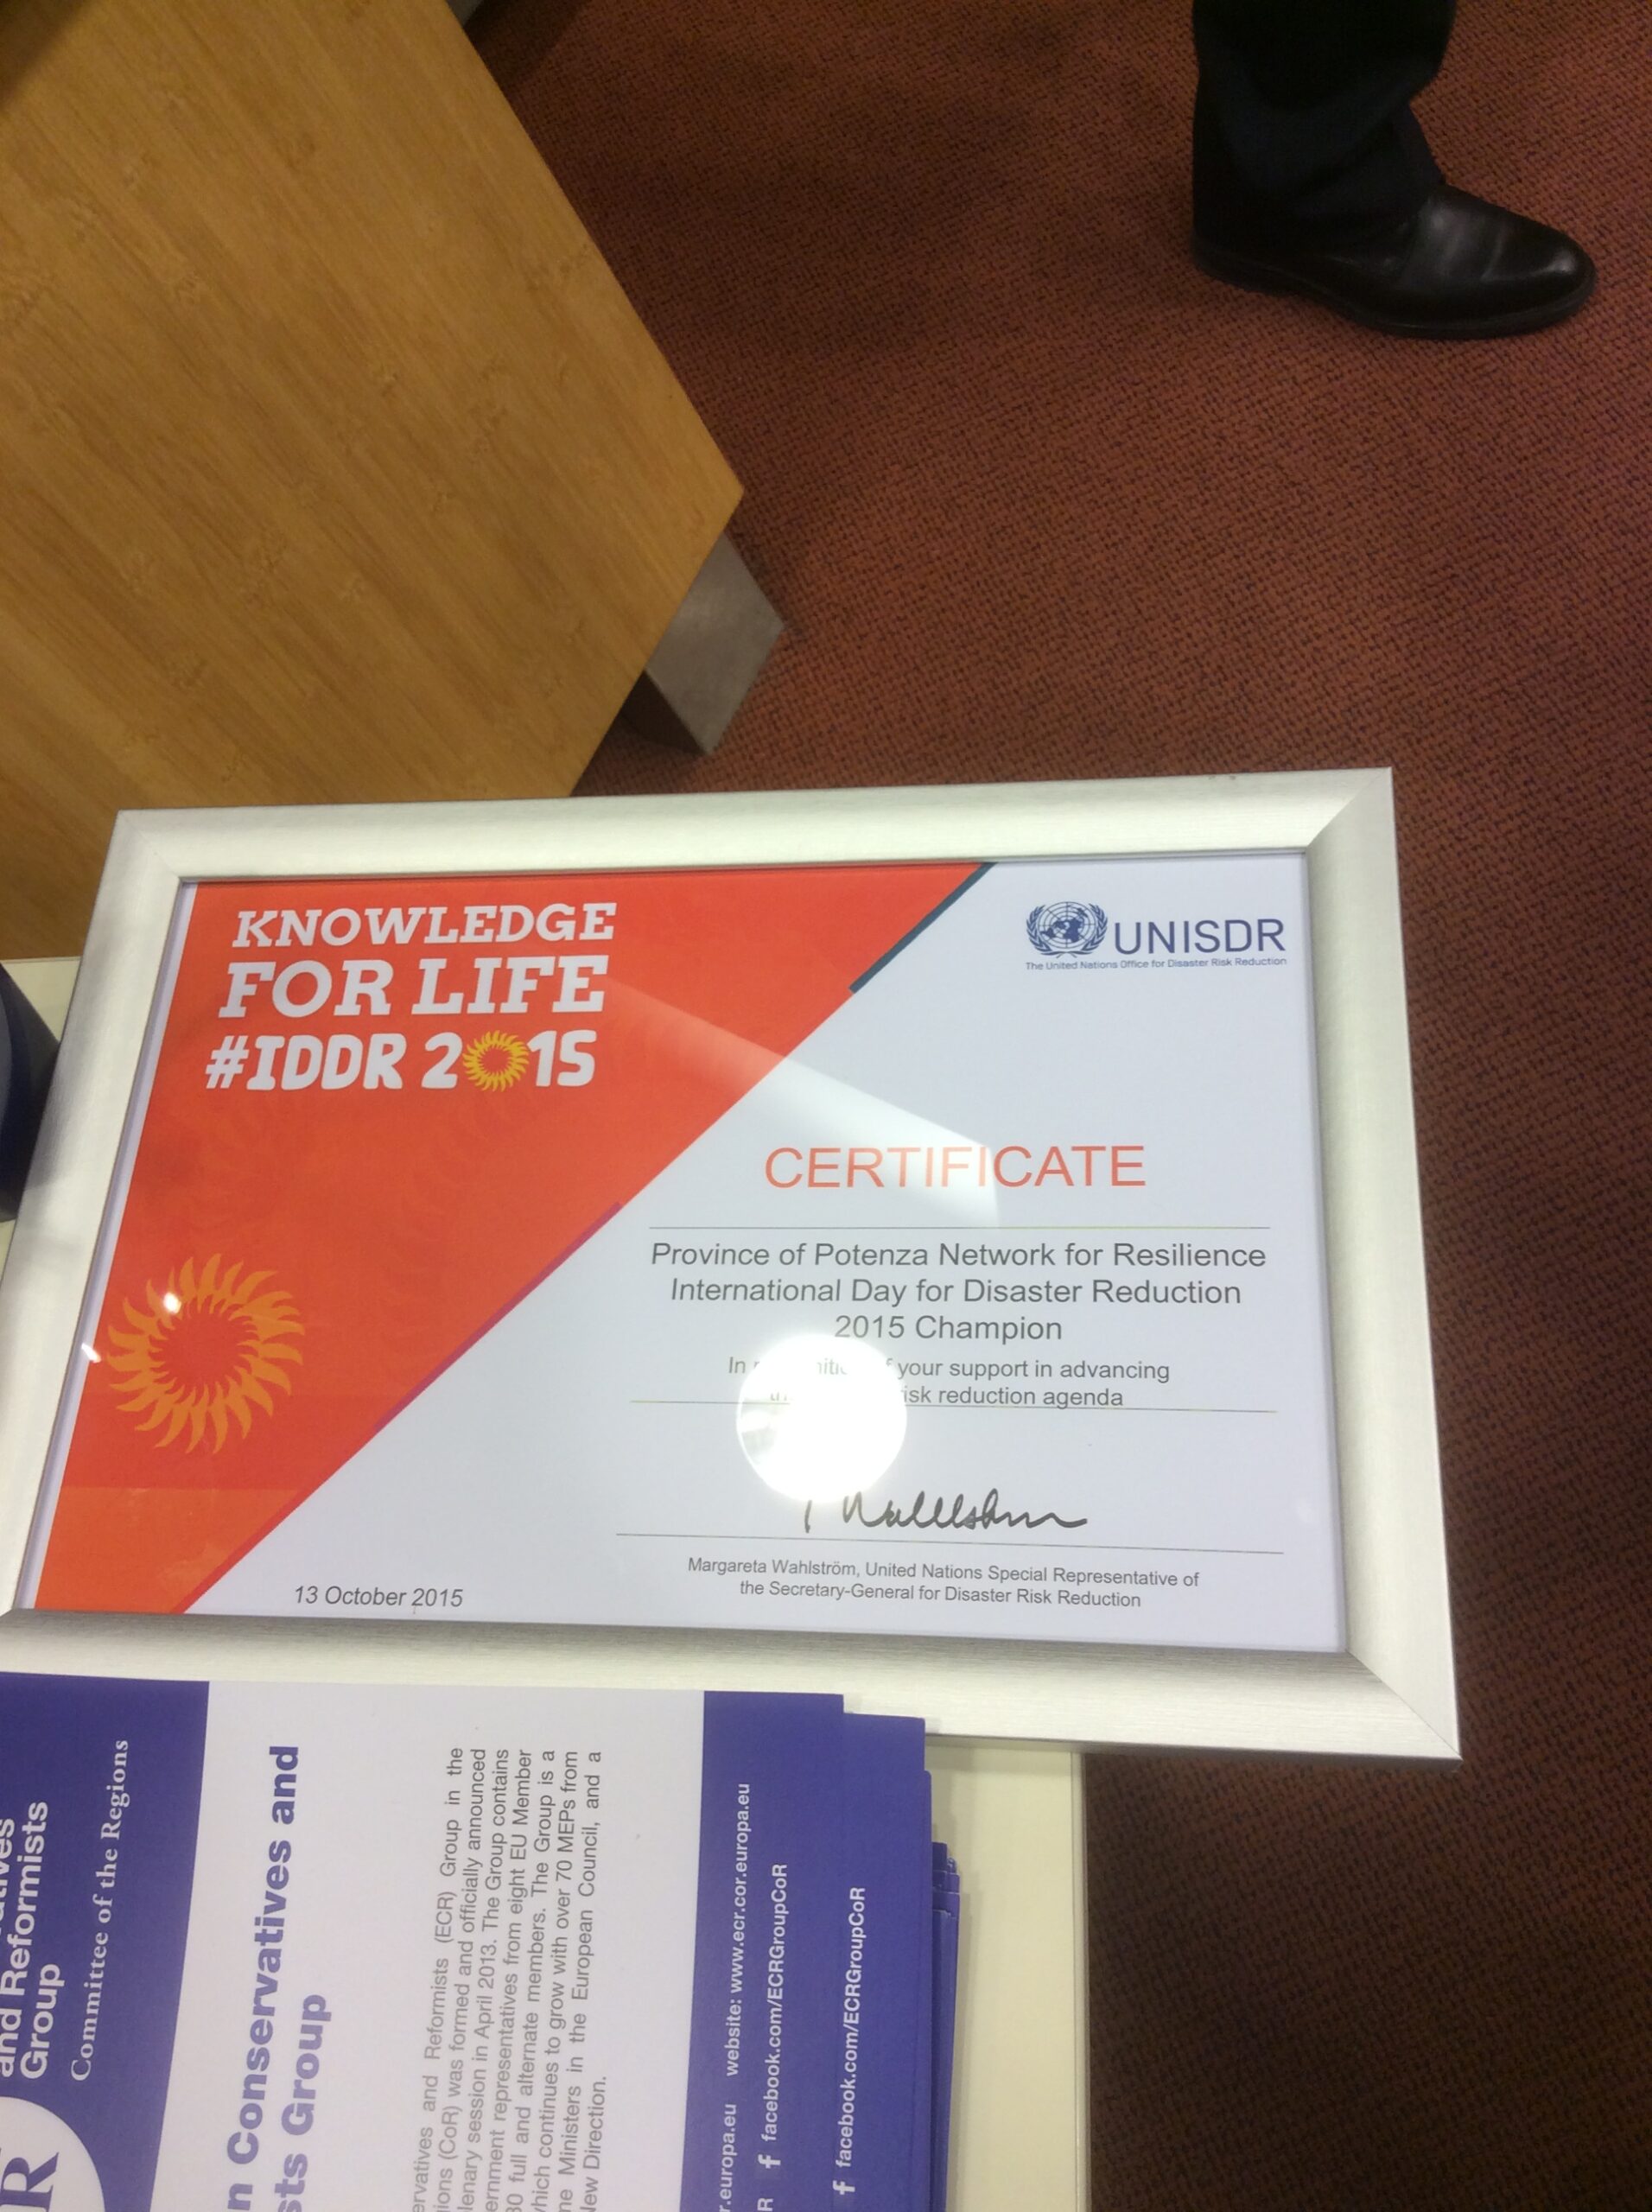 KNOWLEDGE
FOR LIFE
#IDDR 2015
UNISDR
The United Nations Office for Disaster Risk Reduction
CERTIFICATE
Province of Potenza Network for Resilience
International Day for Disaster Reduction
2015 Champion
In your support in advancing
reduction agenda
Margareta Wahlström, United Nations Special Representative of
the Secretary-General for Disaster Risk Reduction
13 October 2015
and Reformists
Group
Committee of the Regions
Conservatives and
Group
and Reformists (ECR) Group in the
(CoR) was formed and officially announced
session in April 2013. The Group contains
representatives from eight EU Member
full and alternate members. The Group is a
which continues to grow with over 70 MEPs from
Ministers in the European Council, and a
New Direction.
.europa.eu website: www.ecr.cor.europa.eu
facebook.com/ECRGroupCoR
facebook.com/ECRGroupCoR